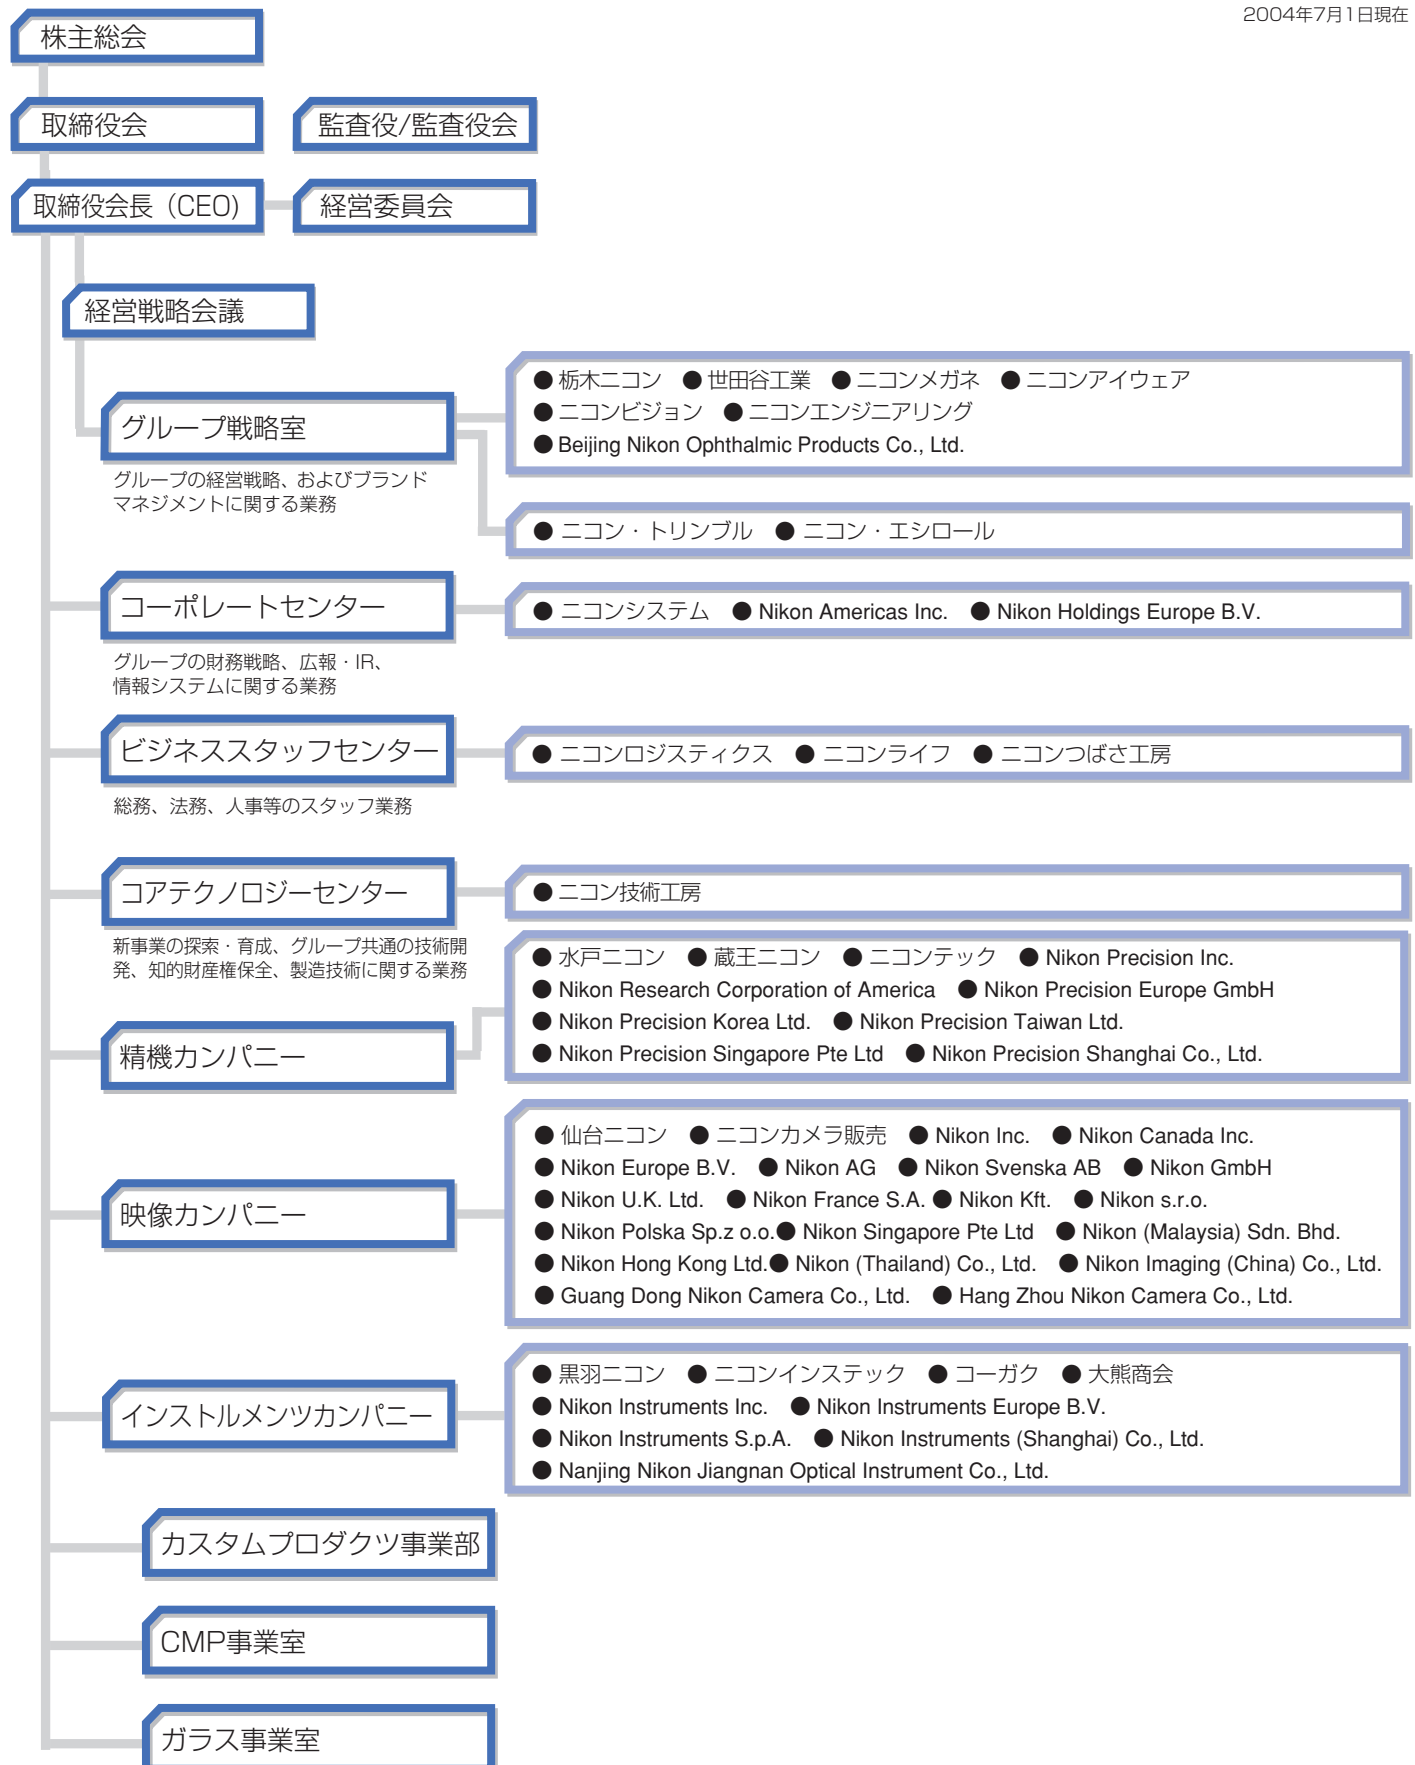 2004年7月1日現在
株主総会
取締役会
監査役/監査役会
取締役会長（CEO)
経営委員会
経営戦略会議
グループ戦略室
グループの経営戦略、およびブランド
マネジメントに関する業務
● 栃木ニコン ● 世田谷工業 ● ニコンメガネ ● ニコンアイウェア
● ニコンビジョン ● ニコンエンジニアリング
● Beijing Nikon Ophthalmic Products Co., Ltd.
● ニコン・トリンブル ● ニコン・エシロール
コーポレートセンター
グループの財務戦略、広報・IR、
情報システムに関する業務
● ニコンシステム ● Nikon Americas Inc. ● Nikon Holdings Europe B.V.
ビジネススタッフセンター
総務、法務、人事等のスタッフ業務
● ニコンロジスティクス ● ニコンライフ ● ニコンつばさ工房
コアテクノロジーセンター
新事業の探索・育成、グループ共通の技術開
発、知的財産権保全、製造技術に関する業務
● ニコン技術工房
精機カンパニー
● 水戸ニコン ● 蔵王ニコン ● ニコンテック ● Nikon Precision Inc.
● Nikon Research Corporation of America ● Nikon Precision Europe GmbH
● Nikon Precision Korea Ltd. ● Nikon Precision Taiwan Ltd.
● Nikon Precision Singapore Pte Ltd ● Nikon Precision Shanghai Co., Ltd.
映像カンパニー
● 仙台ニコン ● ニコンカメラ販売 ● Nikon Inc. ● Nikon Canada Inc.
● Nikon Europe B.V. ● Nikon AG ● Nikon Svenska AB ● Nikon GmbH
● Nikon U.K. Ltd. ● Nikon France S.A. ● Nikon Kft. ● Nikon s.r.o.
● Nikon Polska Sp.z o.o.● Nikon Singapore Pte Ltd ● Nikon (Malaysia) Sdn. Bhd.
● Nikon Hong Kong Ltd.● Nikon (Thailand) Co., Ltd. ● Nikon Imaging (China) Co., Ltd.
● Guang Dong Nikon Camera Co., Ltd. ● Hang Zhou Nikon Camera Co., Ltd.
インストルメンツカンパニー
● 黒羽ニコン ● ニコンインステック ● コーガク ● 大熊商会
● Nikon Instruments Inc. ● Nikon Instruments Europe B.V.
● Nikon Instruments S.p.A. ● Nikon Instruments (Shanghai) Co., Ltd.
● Nanjing Nikon Jiangnan Optical Instrument Co., Ltd.
カスタムプロダクツ事業部
CMP事業室
ガラス事業室